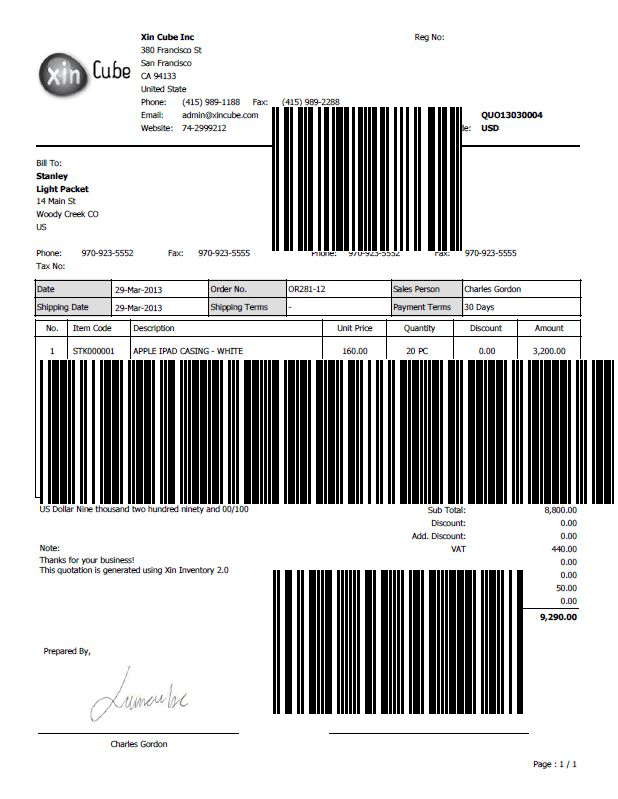 Xin Cube Inc
Reg No:
380 Francisco St
San Francisco
xin Cube
CA 94133
United State
Phone: (415) 989-1188 Fax: (415) 989-2288
Email: admin@xincube.com
QUO13030004
Website: 74-2999212
de: USD
Bill To:
Stanley
Light Packet
14 Main St
Woody Creek CO
US
Phone: 970-923-5552 Fax: 970-923-5555 Phone: 970-923-5552 Fax: 970-923-5555
Tax No:
Date 29-Mar-2013 Order No. OR281-12 Sales Person Charles Gordon
Shipping Date 29-Mar-2013 Shipping Terms - Payment Terms 30 Days
No. Item Code Description Unit Price Quantity Discount Amount
1 STK000001 APPLE IPAD CASING - WHITE 160.00 20 PC 0.00 3,200.00
US Dollar Nine thousand two hundred ninety and 00/100 Sub Total: 8,800.00
Discount: 0.00
Add. Discount: 0.00
Note: VAT 440.00
Thanks for your business! 0.00
This quotation is generated using Xin Inventory 2.0 0.00
50.00
0.00
9,290.00
Prepared By,
Charles Gordon
Page : 1 / 1